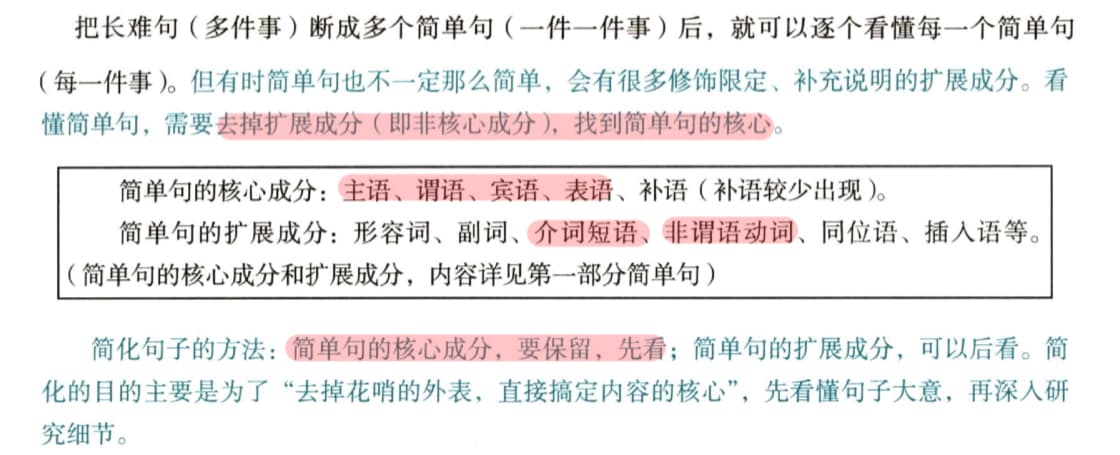 把长难句（多件事）断成多个简单句（一件一件事）后，就可以逐个看懂每一个简单句
（每一件事）。但有时简单句也不一定那么简单，会有很多修饰限定、补充说明的扩展成分。看
懂简单句，需要去掉扩展成分（即非核心成分），找到简单句的核心。
简单句的核心成分：主语、谓语、宾语、表语、补语（补语较少出现）。
简单句的扩展成分：形容词、副词、介词短语、非谓语动词、同位语、插入语等。
（简单句的核心成分和扩展成分，内容详见第一部分简单句）
简化句子的方法：简单句的核心成分，要保留，先看；简单句的扩展成分，可以后看。简
化的目的主要是为了“去掉花哨的外表，直接搞定内容的核心”，先看懂句子大意，再深入研
究细节。